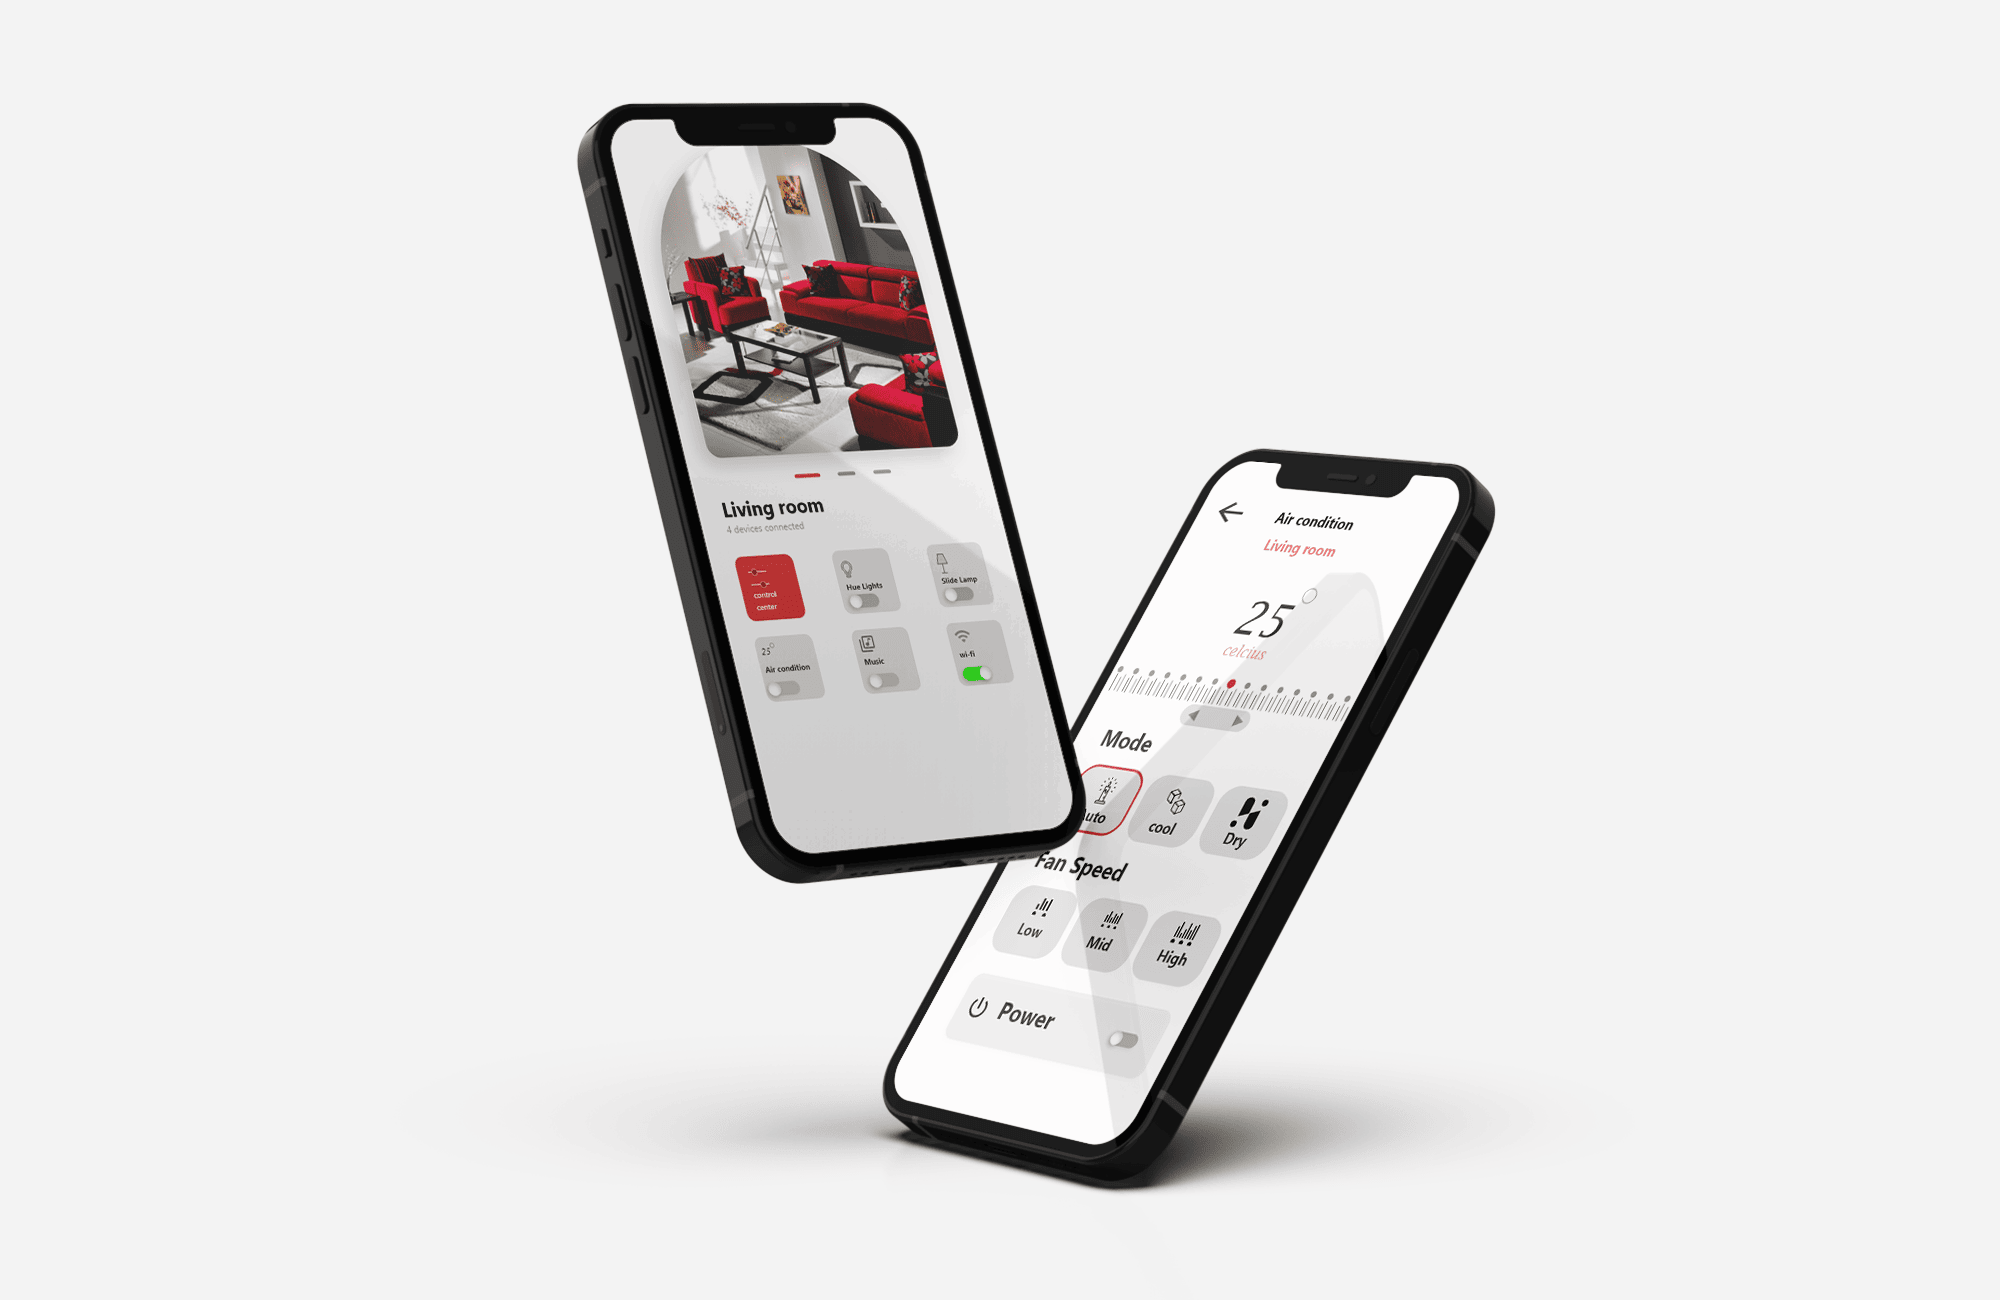 Living room
4 devices connected
control
center
Hue Lights
Slide Lamp
25°
Air condition
Music
wi-fi
Air condition
Living room
25°
celcius
Mode
Auto
cool
Dry
Fan Speed
Low
Mid
High
Power